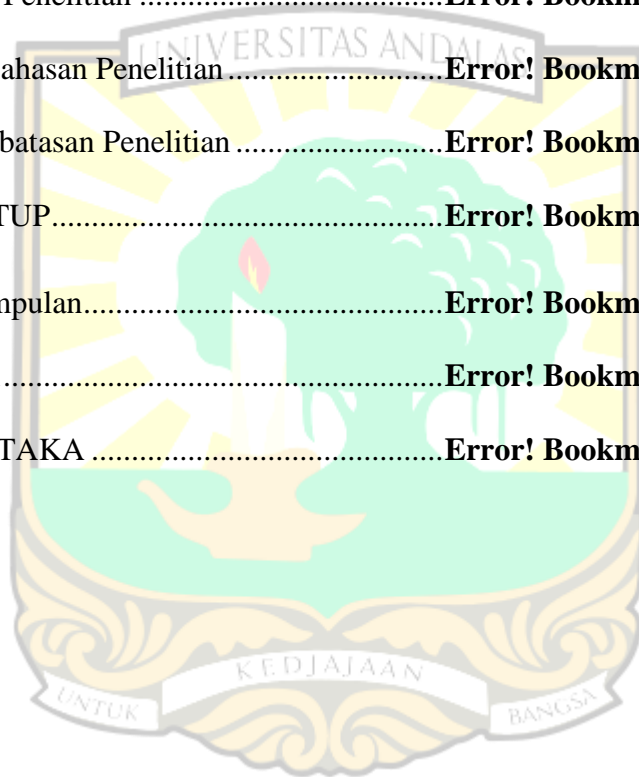 Penelitian ......................................Error! Bookm
UNIVERSITAS ANDALAS
ahasan Penelitian ...........................Error! Bookm
batasan Penelitian ..........................Error! Bookm
TUP.................................................Error! Bookm
mpulan.............................................Error! Bookm
.......................................................Error! Bookm
TAKA ............................................Error! Bookm
KEDJAJAAN
UNTUK BANGSA